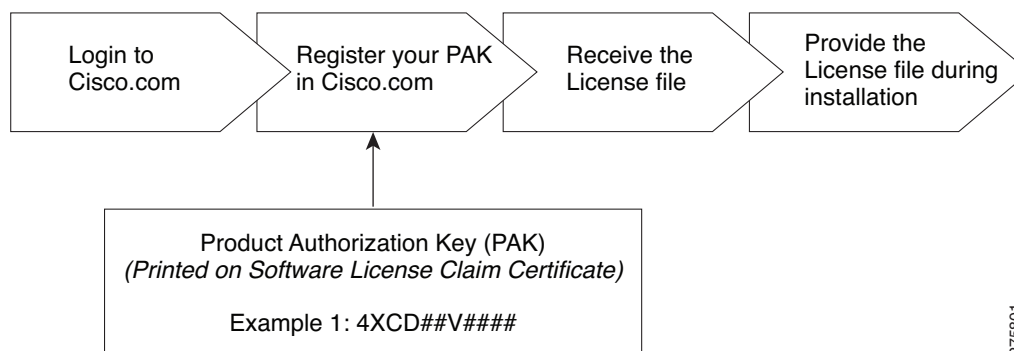 Login to
Cisco.com
Register your PAK
in Cisco.com
Receive the
License file
Provide the
License file during
installation
Product Authorization Key (PAK)
(Printed on Software License Claim Certificate)
Example 1: 4XCD##V####